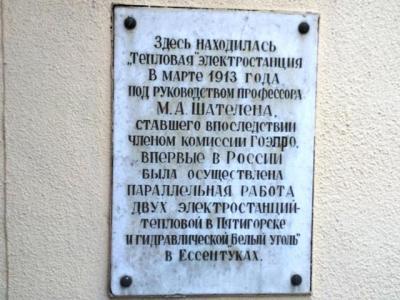 Здесь находилась
„Тепловая" электростанция
В марте 1913 года
под руководством профессора
М.А. Шателена,
ставшего впоследствии
членом комиссии ГОЭЛРО,
впервые в России
была осуществлена
параллельная работа
двух электростанций-
тепловой в Пятигорске
и гидравлической „Белый уголь"
в Ессентуках.